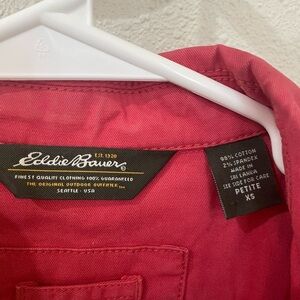 EST. 1920
Eddie Bauer®
FINEST QUALITY CLOTHING 100% GUARANTEED
THE ORIGINAL OUTDOOR OUTFITTER™
SEATTLE · USA
98% COTTON
2% SPANDEX
MADE IN
SRI LANKA
SEE SIDE FOR CARE
PETITE
XS